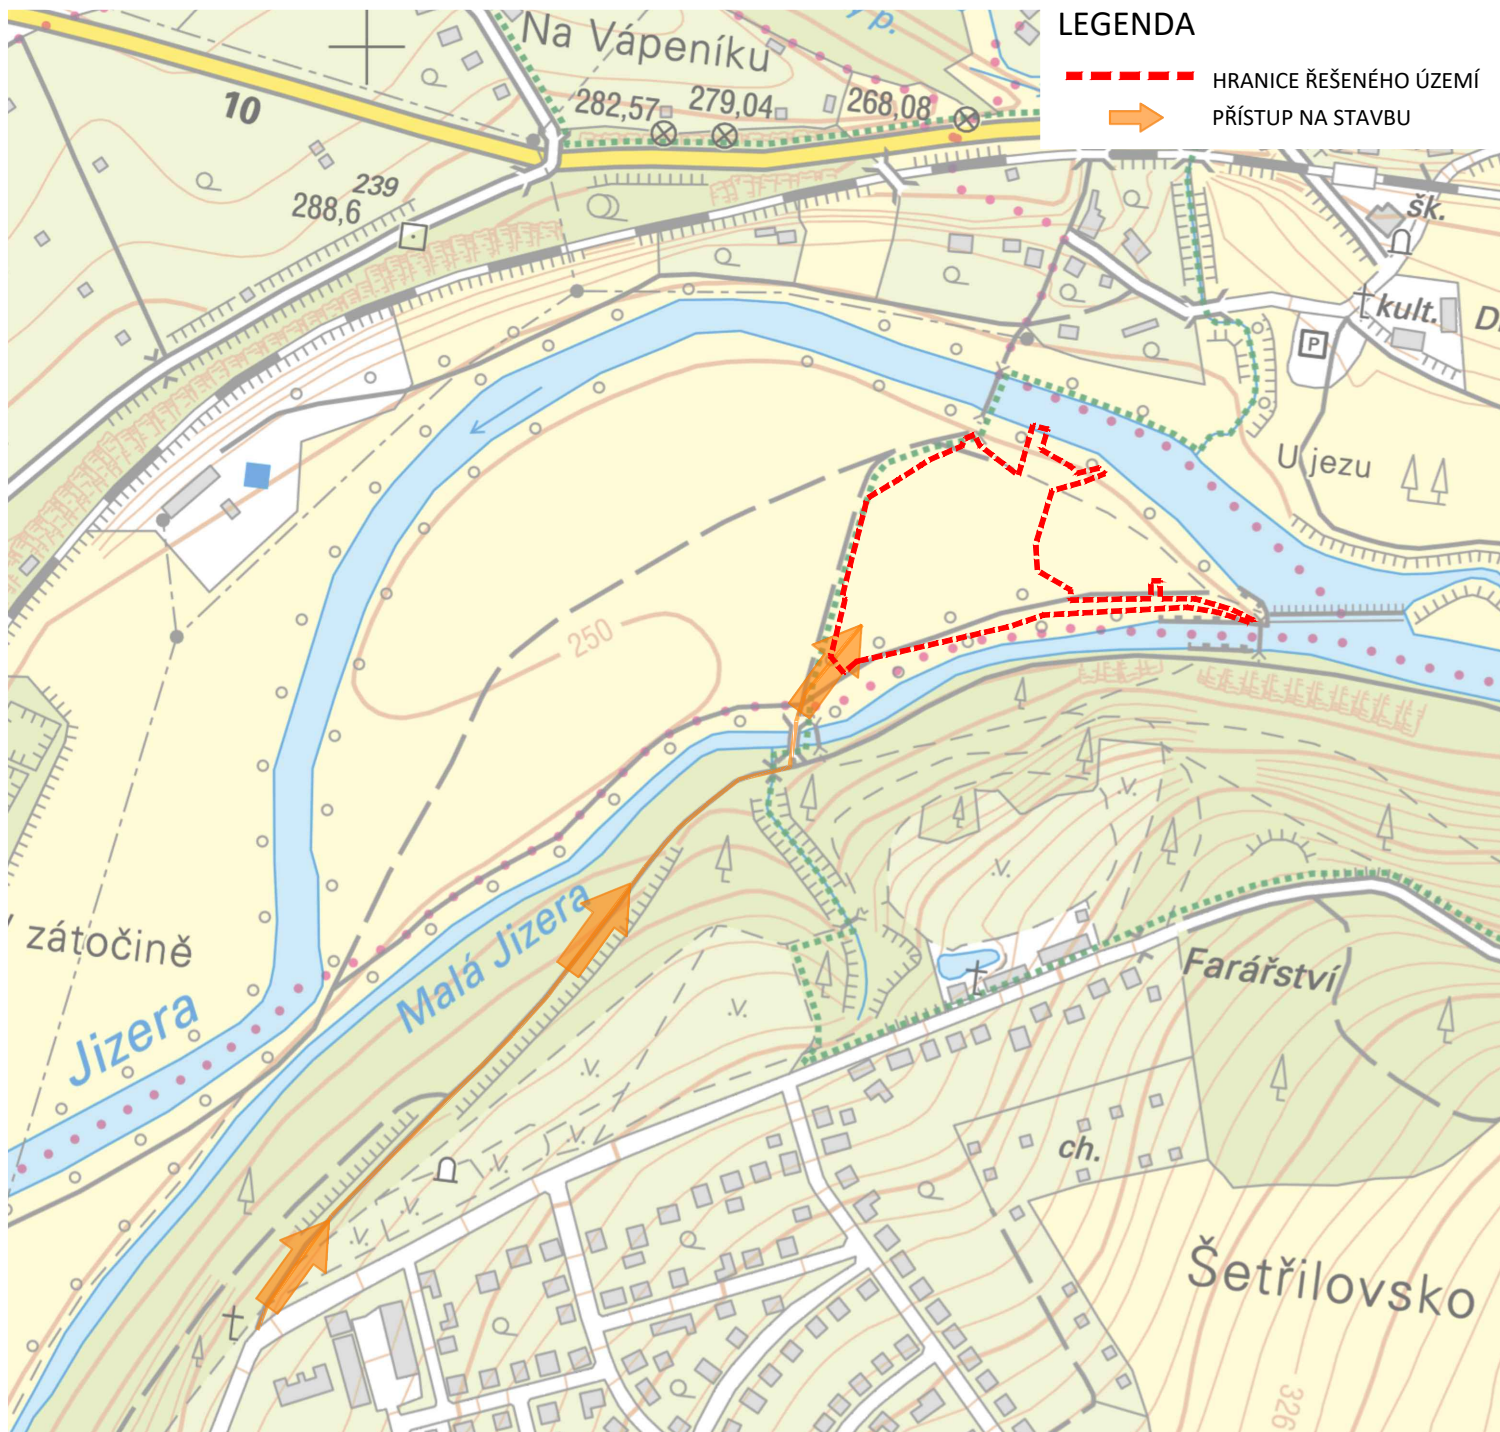 LEGENDA
HRANICE ŘEŠENÉHO ÚZEMÍ
PŘÍSTUP NA STAVBU
Na Vápeníku
p.
10
282,57
279,04
268,08
239
288,6
šk.
kult.
D
P
U jezu
250
zátočině
Jizera
Malá Jizera
Farářství
ch.
Šetřilovsko
326